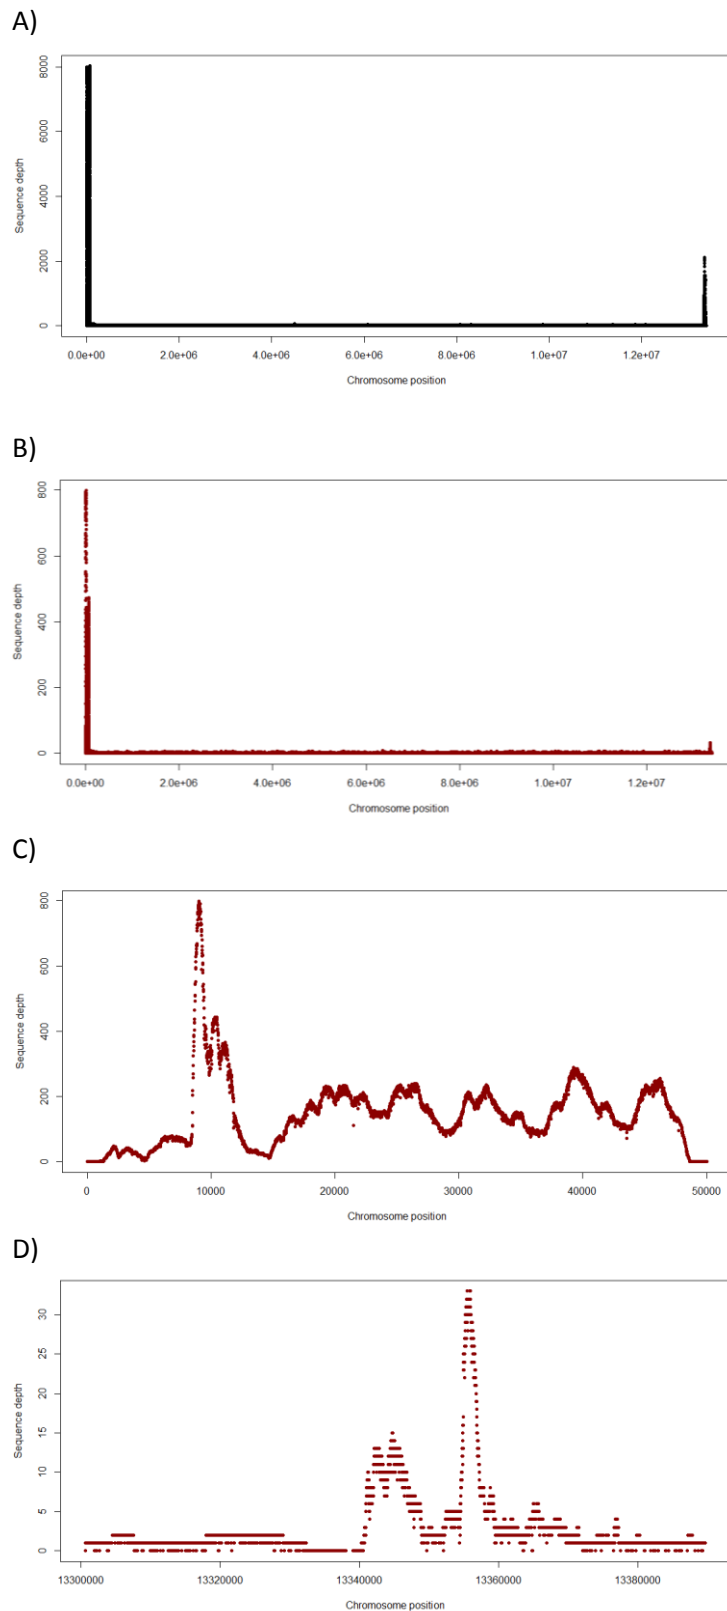 A)
8000
6000
4000
2000
0
Sequence depth
0.0e+00 2.0e+06 4.0e+06 6.0e+06 8.0e+06 1.0e+07 1.2e+07
Chromosome position
B)
800
600
400
200
0
Sequence depth
0.0e+00 2.0e+06 4.0e+06 6.0e+06 8.0e+06 1.0e+07 1.2e+07
Chromosome position
C)
800
600
400
200
0
Sequence depth
0 10000 20000 30000 40000 50000
Chromosome position
D)
30
25
20
15
10
5
0
Sequence depth
13300000 13320000 13340000 13360000 13380000
Chromosome position